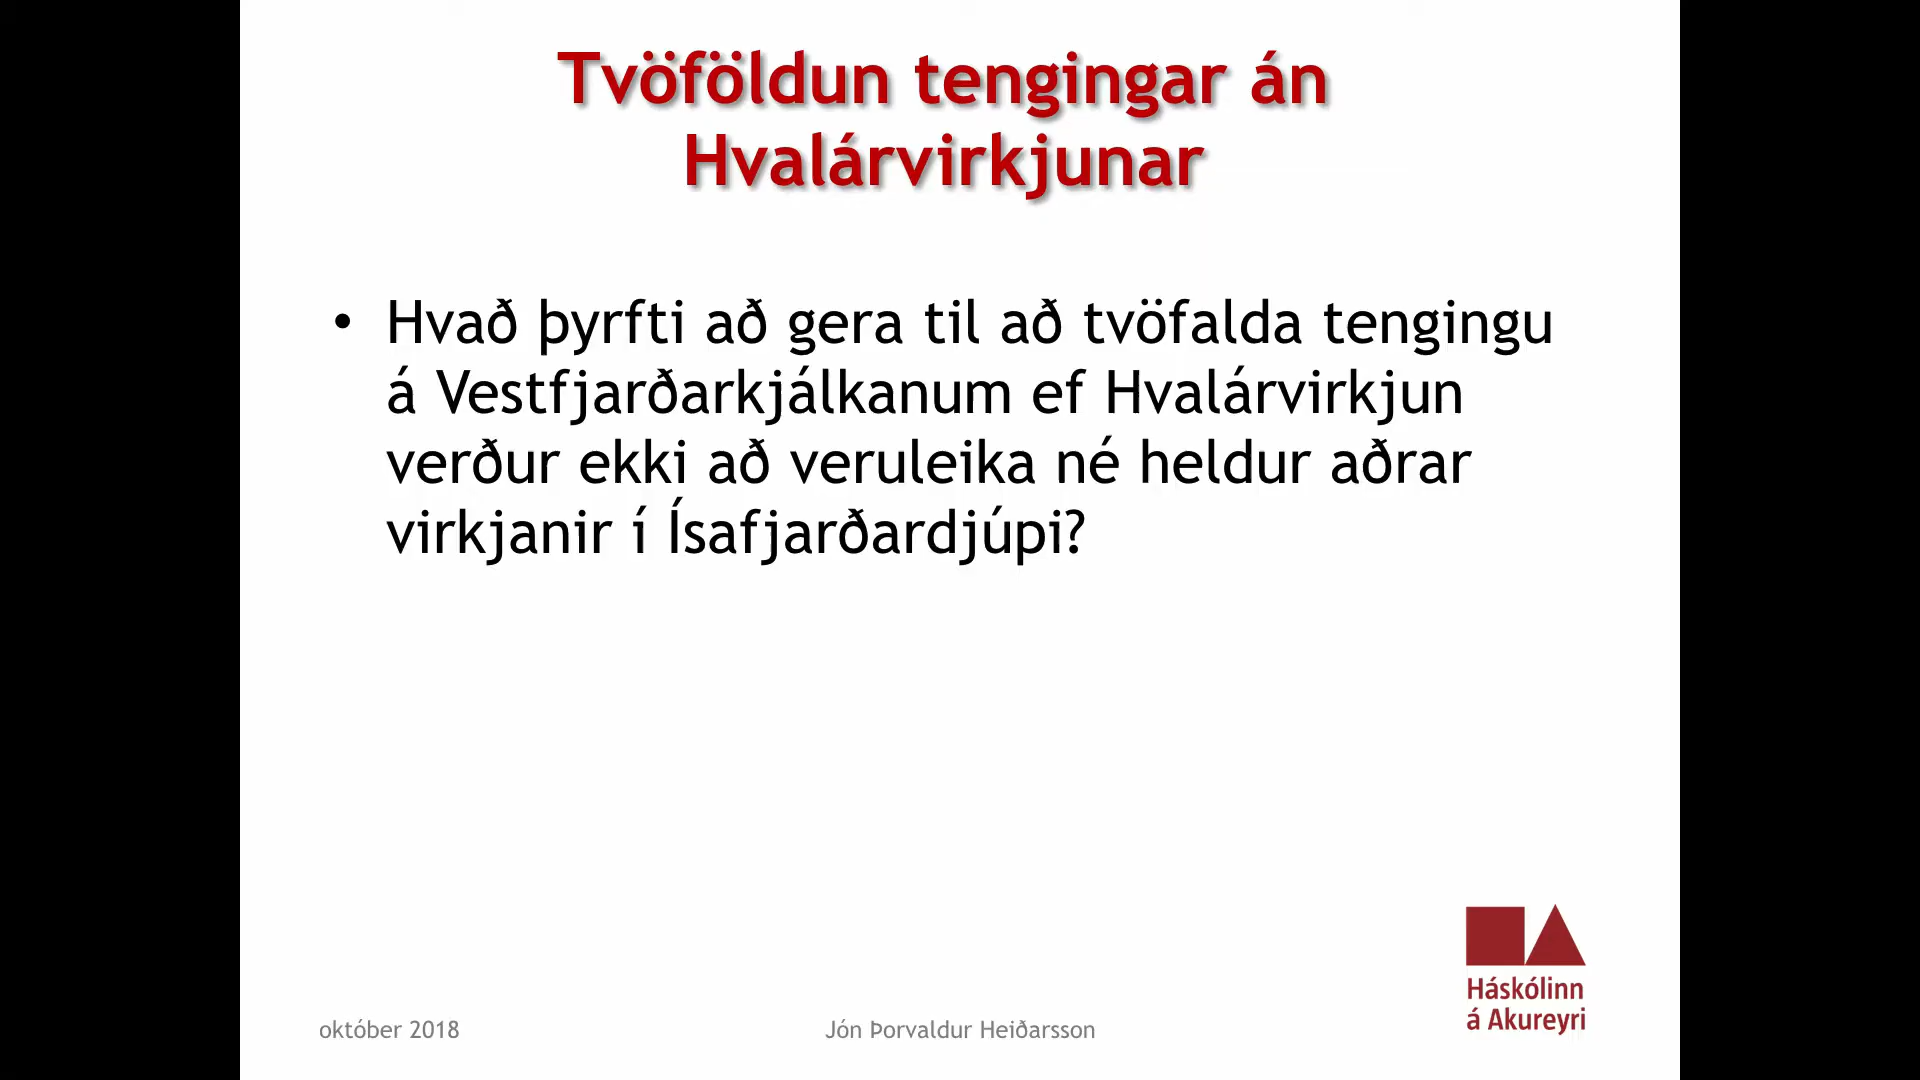 Tvöföldun tengingar án
Hvalárvirkjunar
• Hvað þyrfti að gera til að tvöfalda tengingu
á Vestfjarðarkjálkanum ef Hvalárvirkjun
verður ekki að veruleika né heldur aðrar
virkjanir í Ísafjarðardjúpi?
Háskólinn
á Akureyri
október 2018
Jón Þorvaldur Heiðarsson